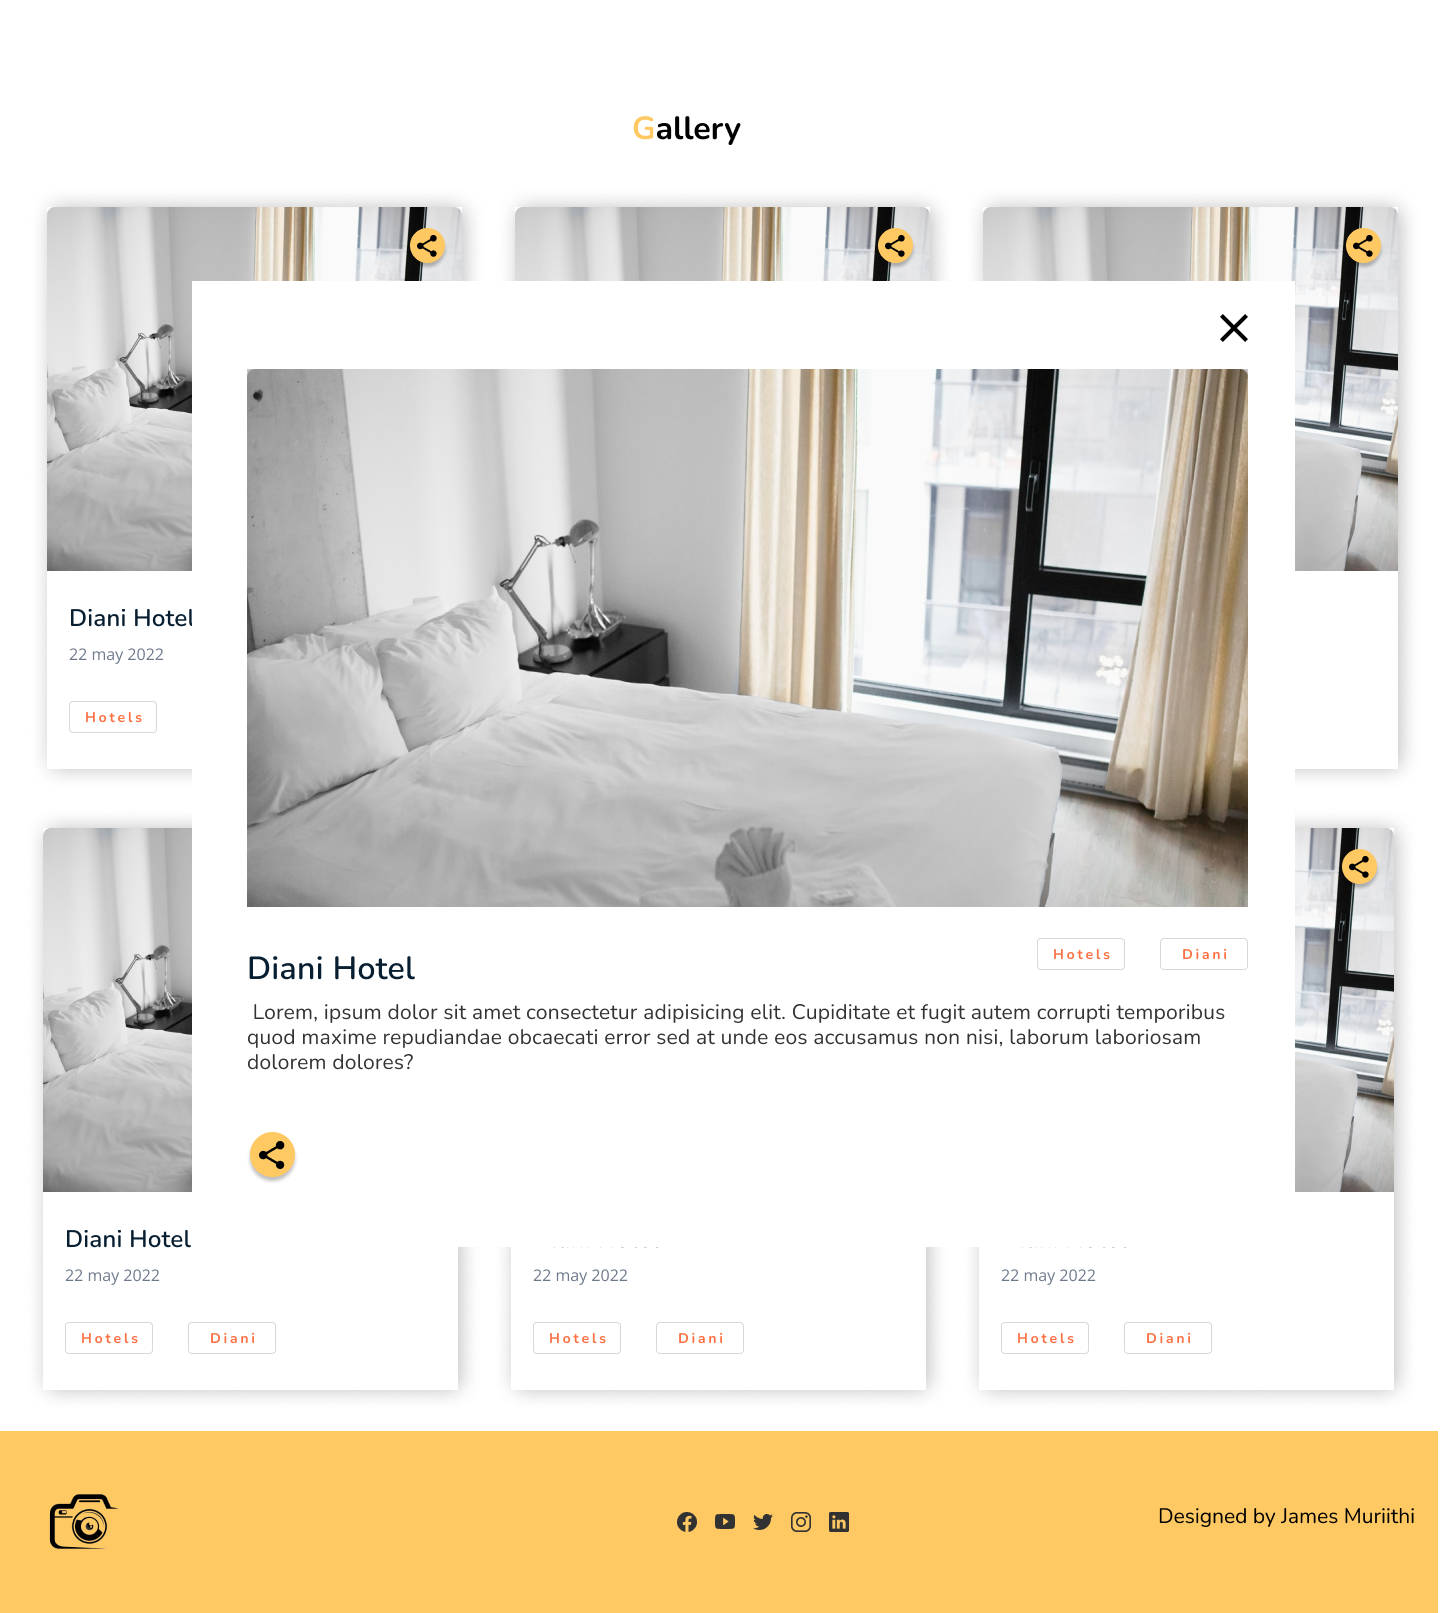 Gallery
Diani Hotel
22 may 2022
Hotels
Diani Hotel
Hotels
Diani
Lorem, ipsum dolor sit amet consectetur adipisicing elit. Cupiditate et fugit autem corrupti temporibus
quod maxime repudiandae obcaecati error sed at unde eos accusamus non nisi, laborum laboriosam
dolorem dolores?
Diani Hotel
22 may 2022
Hotels
Diani
22 may 2022
Hotels
Diani
22 may 2022
Hotels
Diani
Designed by James Muriithi